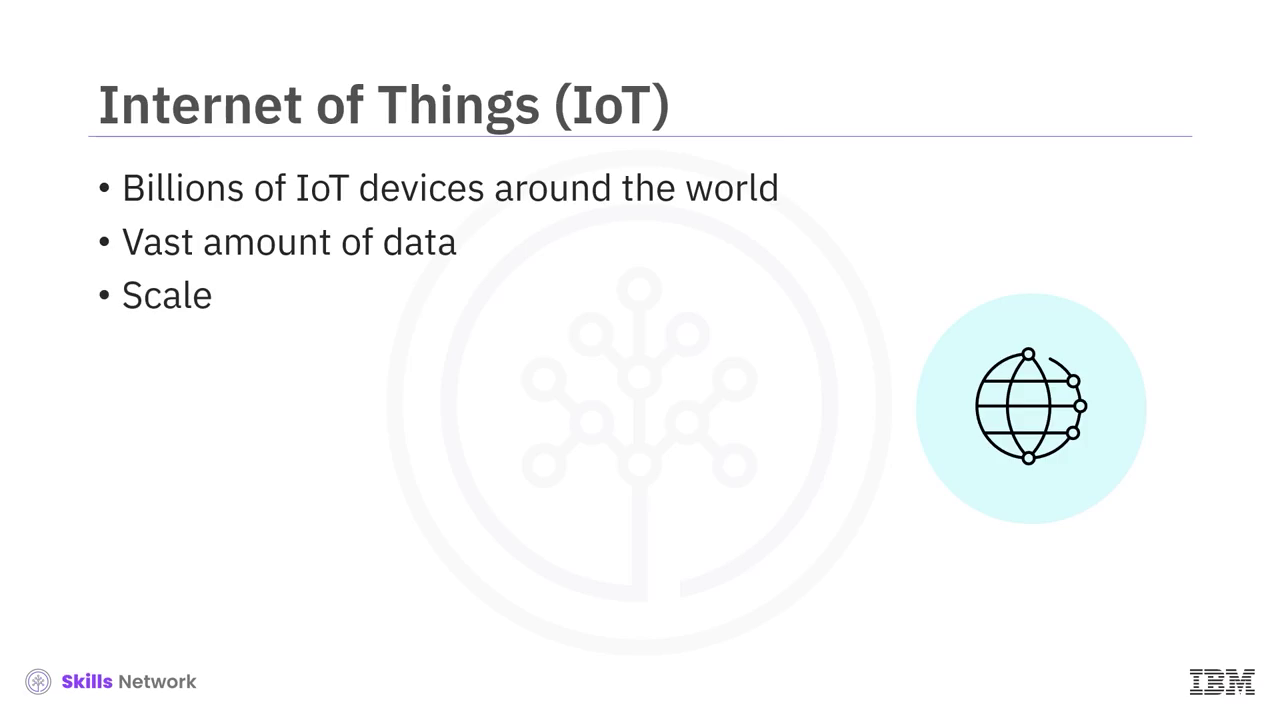 Internet of Things (IoT)
• Billions of IoT devices around the world
• Vast amount of data
• Scale
Skills Network
IBM